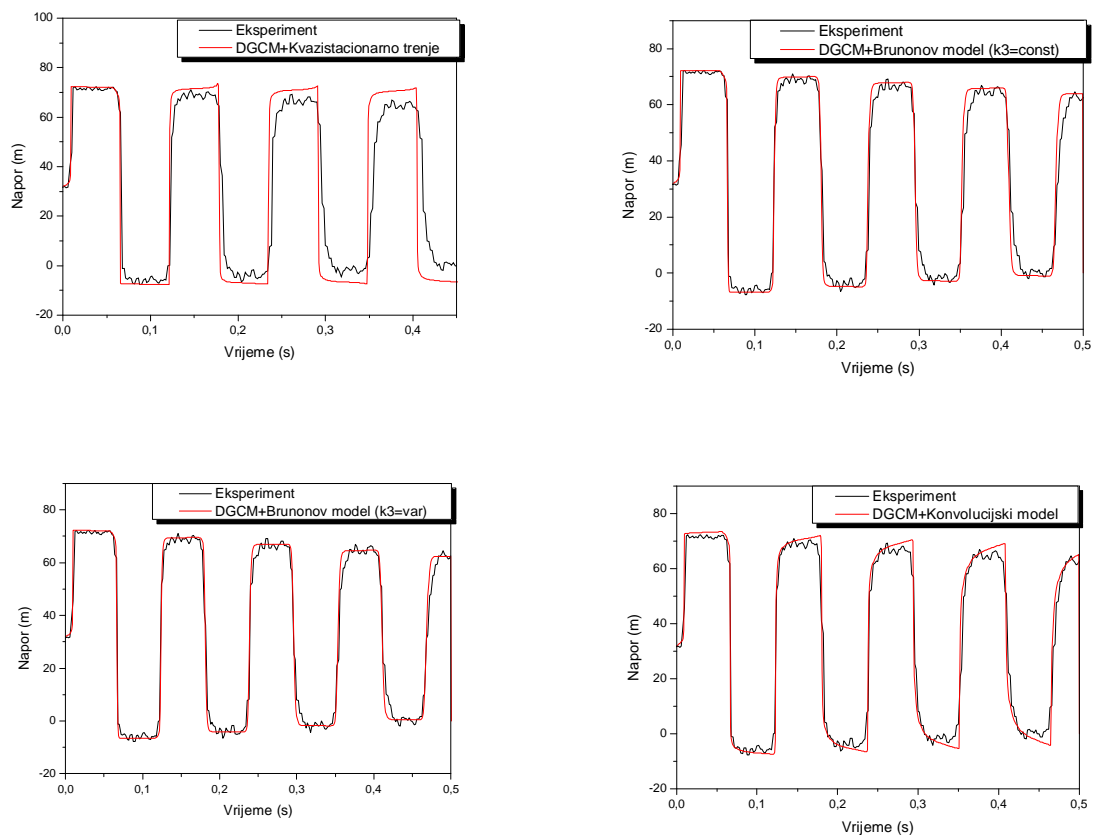 Eksperiment
DGCM+Kvazistacionarno trenje
100
80
60
40
20
0
-20
Napor (m)
0,0 0,1 0,2 0,3 0,4
Vrijeme (s)
Eksperiment
DGCM+Brunonov model (k3=const)
80
60
40
20
0
-20
Napor (m)
0,0 0,1 0,2 0,3 0,4 0,5
Vrijeme (s)
Eksperiment
DGCM+Brunonov model (k3=var)
80
60
40
20
0
-20
Napor (m)
0,0 0,1 0,2 0,3 0,4 0,5
Vrijeme (s)
Eksperiment
DGCM+Konvolucijski model
80
60
40
20
0
-20
Napor (m)
0,0 0,1 0,2 0,3 0,4 0,5
Vrijeme (s)